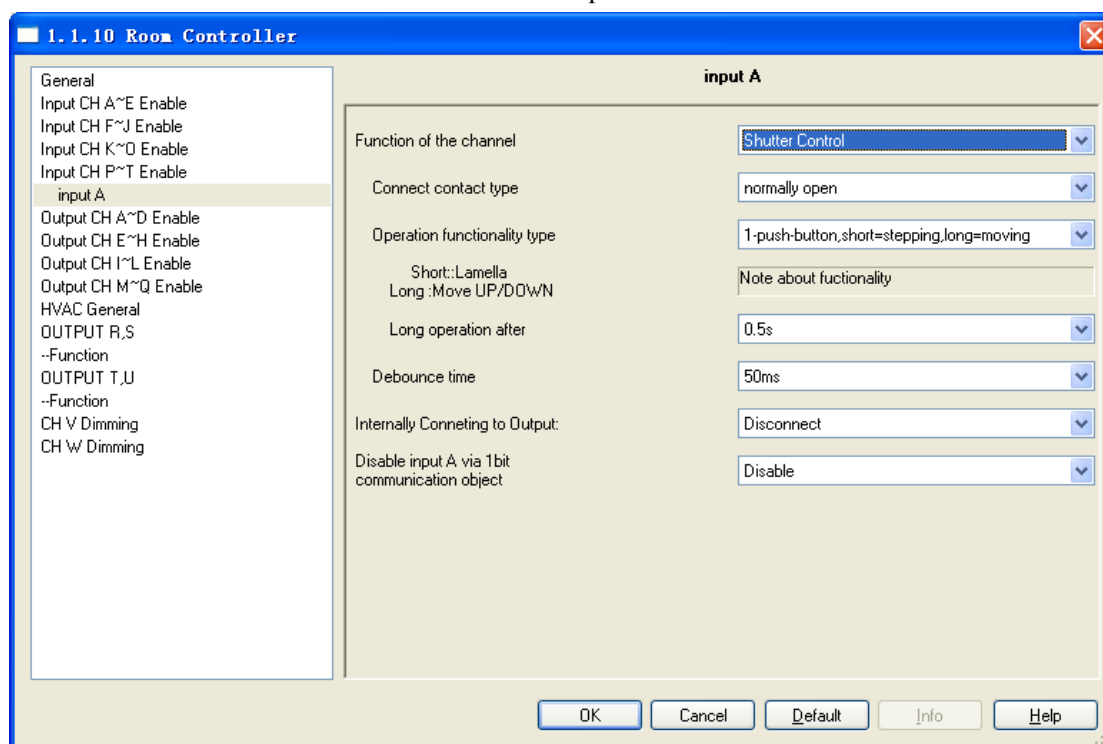 1.1.10 Room Controller
General
Input CH A~E Enable
Input CH F~J Enable
Input CH K~O Enable
Input CH P~T Enable
input A
Output CH A~D Enable
Output CH E~H Enable
Output CH I~L Enable
Output CH M~Q Enable
HVAC General
OUTPUT R,S
--Function
OUTPUT T,U
--Function
CH V Dimming
CH W Dimming
input A
Function of the channel
Shutter Control
Connect contact type
normally open
Operation functionality type
1-push-button,short=stepping,long=moving
Short::Lamella
Long :Move UP/DOWN
Note about fuctionality
Long operation after
0.5s
Debounce time
50ms
Internally Conneting to Output:
Disconnect
Disable input A via 1bit
communication object
Disable
OK
Cancel
Default
Info
Help